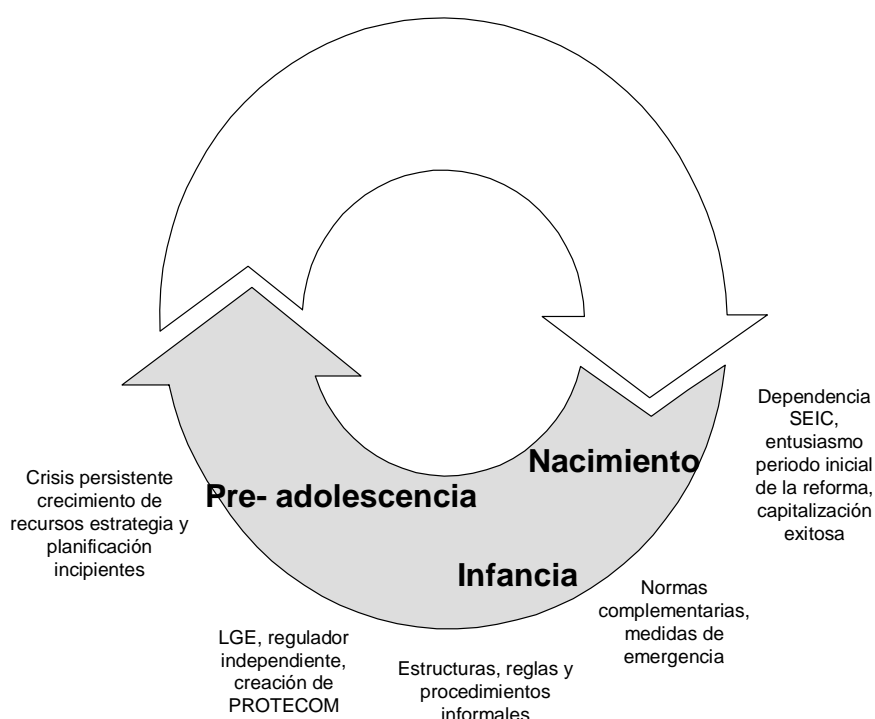 Nacimiento
Pre- adolescencia
Infancia
Dependencia
SEIC,
entusiasmo
periodo inicial
de la reforma,
capitalización
exitosa
Normas
complementarias,
medidas de
emergencia
Estructuras, reglas y
procedimientos
informales
LGE, regulador
independiente,
creación de
PROTECOM
Crisis persistente
crecimiento de
recursos estrategia y
planificación
incipientes